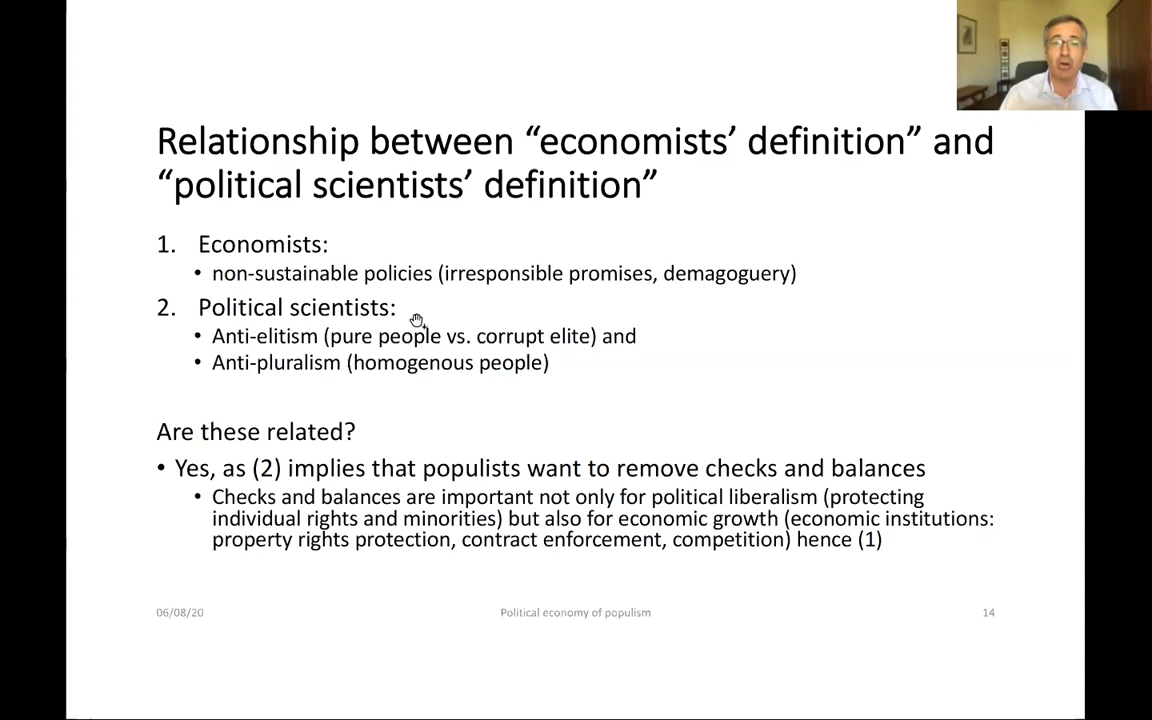 Relationship between “economists’ definition” and
“political scientists’ definition”
1. Economists:
• non-sustainable policies (irresponsible promises, demagoguery)
2. Political scientists:
• Anti-elitism (pure people vs. corrupt elite) and
• Anti-pluralism (homogenous people)
Are these related?
• Yes, as (2) implies that populists want to remove checks and balances
• Checks and balances are important not only for political liberalism (protecting
individual rights and minorities) but also for economic growth (economic institutions:
property rights protection, contract enforcement, competition) hence (1)
06/08/20 Political economy of populism 14